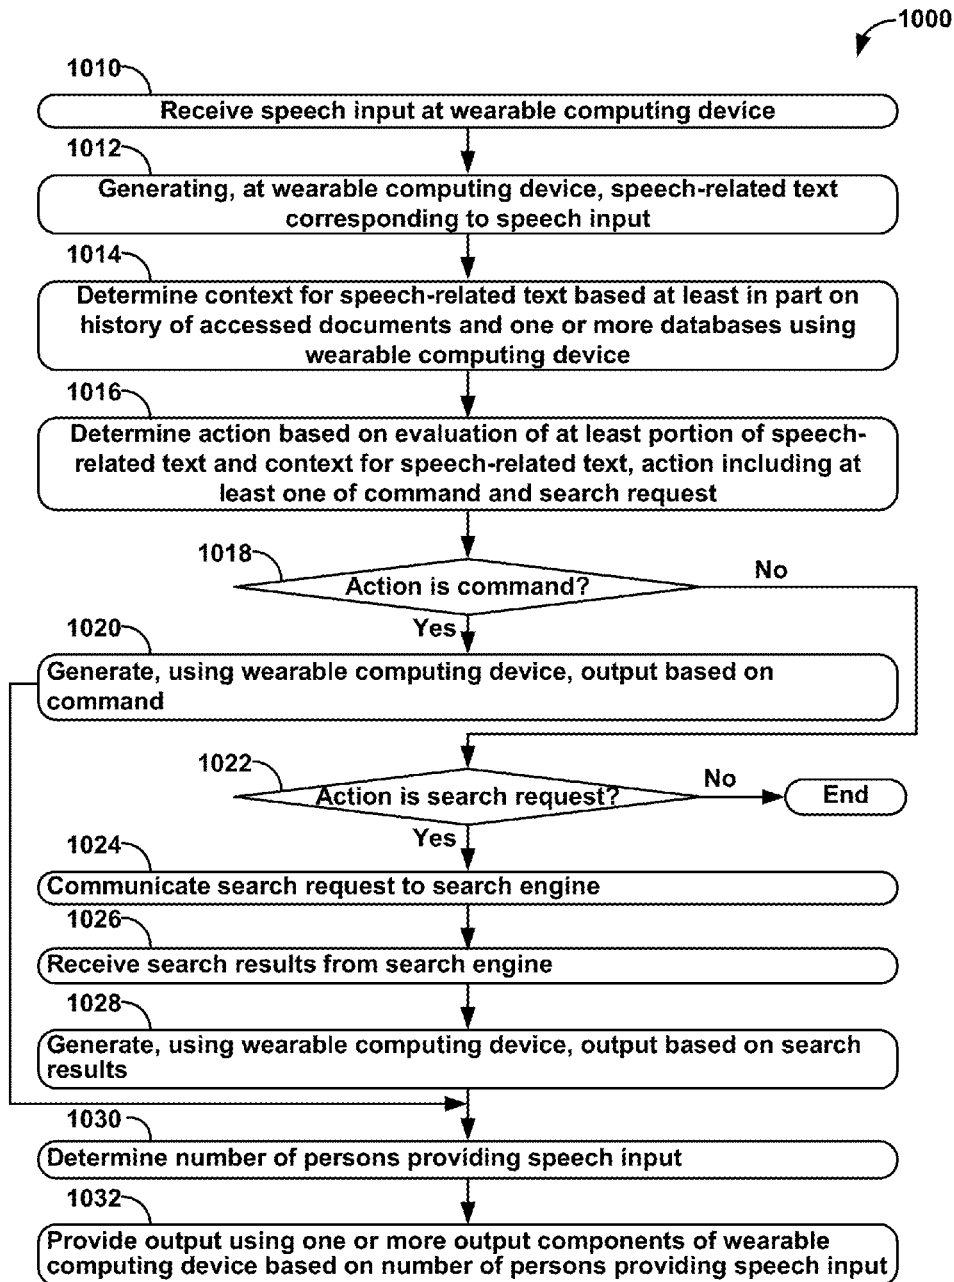 1000
1010
Receive speech input at wearable computing device
1012
Generating, at wearable computing device, speech-related text
corresponding to speech input
1014
Determine context for speech-related text based at least in part on
history of accessed documents and one or more databases using
wearable computing device
1016
Determine action based on evaluation of at least portion of speech-
related text and context for speech-related text, action including at
least one of command and search request
1018
Action is command?
No
Yes
1020
Generate, using wearable computing device, output based on
command
1022
Action is search request?
No
End
Yes
1024
Communicate search request to search engine
1026
Receive search results from search engine
1028
Generate, using wearable computing device, output based on search
results
1030
Determine number of persons providing speech input
1032
Provide output using one or more output components of wearable
computing device based on number of persons providing speech input